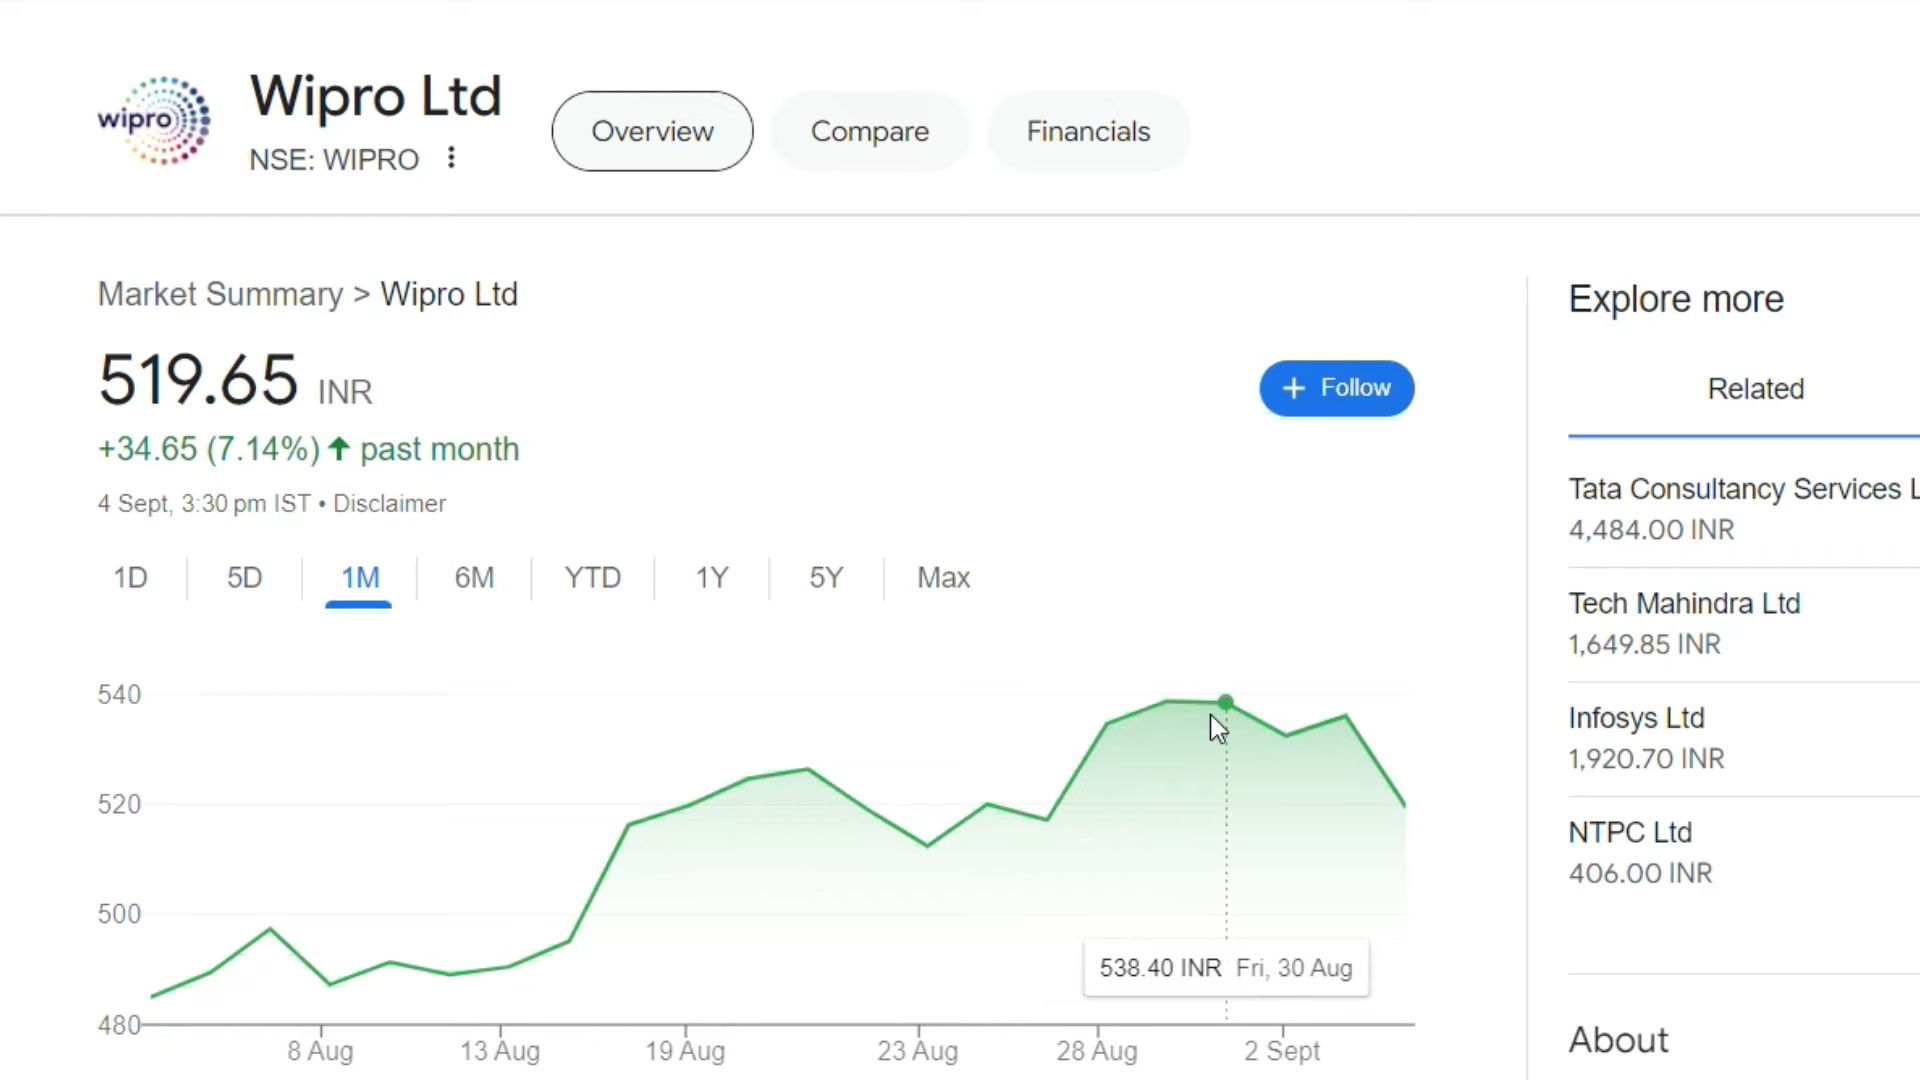 wipro
Wipro Ltd
NSE: WIPRO
Overview
Compare
Financials
Market Summary > Wipro Ltd
519.65 INR
+ Follow
+34.65 (7.14%) ↑ past month
4 Sept, 3:30 pm IST • Disclaimer
1D
5D
1M
6M
YTD
1Y
5Y
Max
540
520
500
480
538.40 INR Fri, 30 Aug
8 Aug
13 Aug
19 Aug
23 Aug
28 Aug
2 Sept
Explore more
Related
Tata Consultancy Services L
4,484.00 INR
Tech Mahindra Ltd
1,649.85 INR
Infosys Ltd
1,920.70 INR
NTPC Ltd
406.00 INR
About